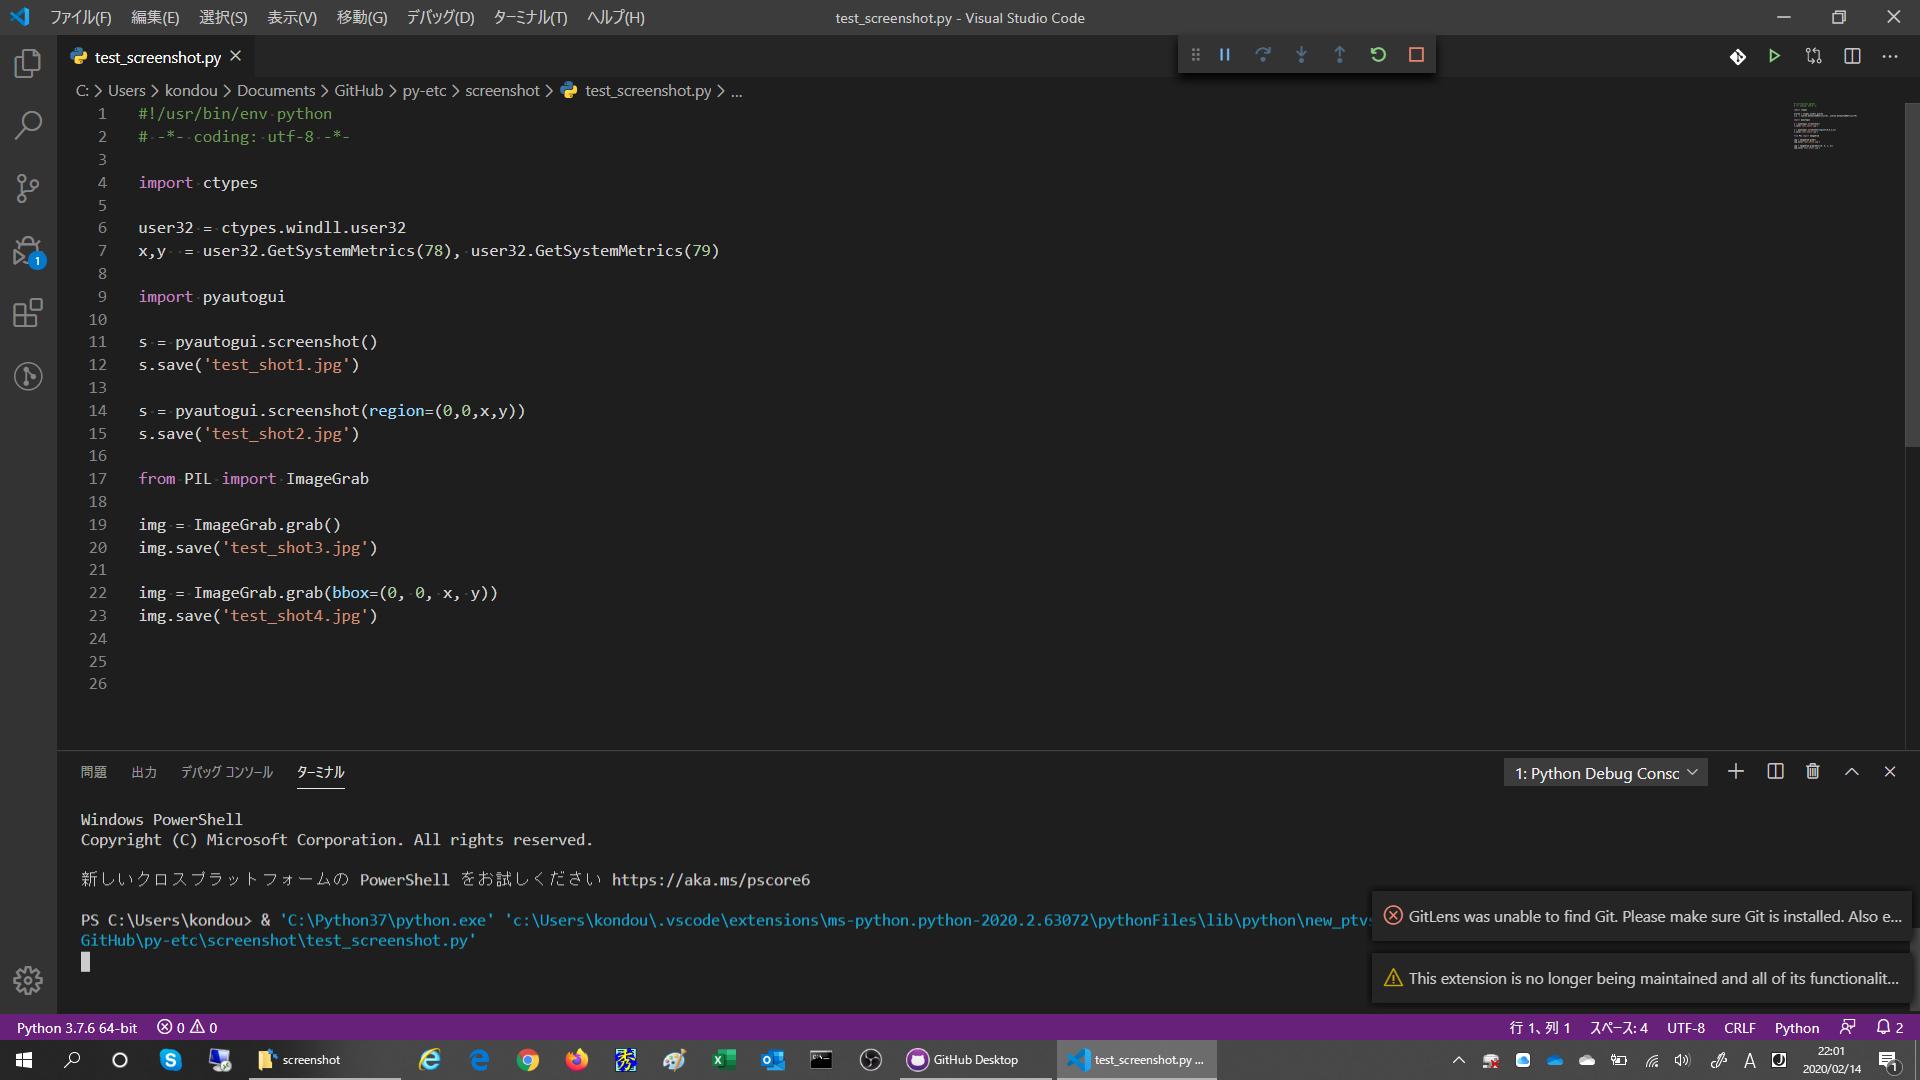 ファイル(F) 編集(E) 選択(S) 表示(V) 移動(G) デバッグ(D) ターミナル(T) ヘルプ(H) test_screenshot.py - Visual Studio Code
test_screenshot.py
C: > Users > kondou > Documents > GitHub > py-etc > screenshot > test_screenshot.py > ...
1 #!/usr/bin/env python
2 # -*- coding: utf-8 -*-
3
4 import ctypes
5
6 user32 = ctypes.windll.user32
7 x,y  = user32.GetSystemMetrics(78), user32.GetSystemMetrics(79)
8
9 import pyautogui
10
11 s = pyautogui.screenshot()
12 s.save('test_shot1.jpg')
13
14 s = pyautogui.screenshot(region=(0,0,x,y))
15 s.save('test_shot2.jpg')
16
17 from PIL import ImageGrab
18
19 img = ImageGrab.grab()
20 img.save('test_shot3.jpg')
21
22 img = ImageGrab.grab(bbox=(0, 0, x, y))
23 img.save('test_shot4.jpg')
24
25
26
1
問題 出力 デバッグ コンソール ターミナル 1: Python Debug Consc
Windows PowerShell
Copyright (C) Microsoft Corporation. All rights reserved.
新しいクロスプラットフォームの PowerShell をお試しください https://aka.ms/pscore6
PS C:\Users\kondou> & 'C:\Python37\python.exe' 'c:\Users\kondou\.vscode\extensions\ms-python.python-2020.2.63072\pythonFiles\lib\python\new_ptvs
GitHub\py-etc\screenshot\test_screenshot.py'
GitLens was unable to find Git. Please make sure Git is installed. Also e...
This extension is no longer being maintained and all of its functionalit...
Python 3.7.6 64-bit 0 0 行 1、列 1 スペース: 4 UTF-8 CRLF Python 2
screenshot GitHub Desktop test_screenshot.py ... A 22:01
2020/02/14 1